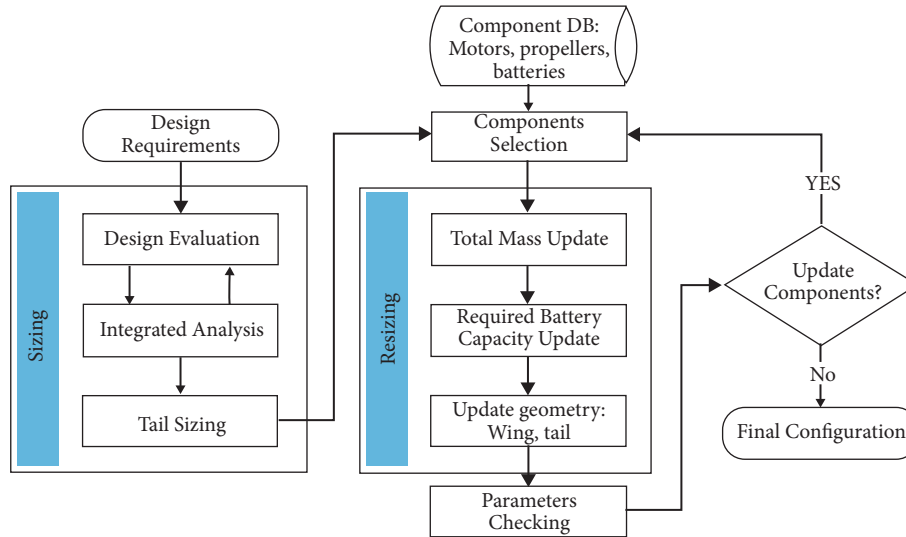 Design
Requirements
Sizing
Design Evaluation
Integrated Analysis
Tail Sizing
Component DB:
Motors, propellers,
batteries
Components
Selection
Resizing
Total Mass Update
Required Battery
Capacity Update
Update geometry:
Wing, tail
Parameters
Checking
YES
Update
Components?
No
Final Configuration